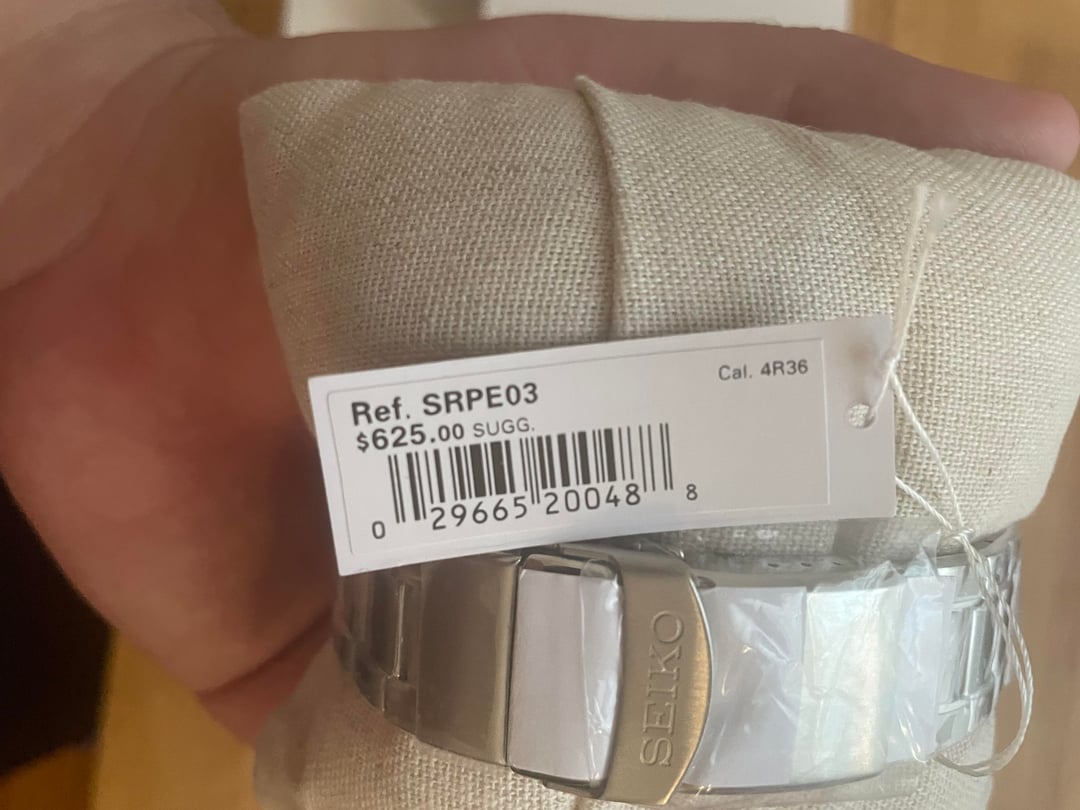 Ref. SRPE03
Cal. 4R36
$625.00 SUGG.
0 29665 20048 8
SEIKO